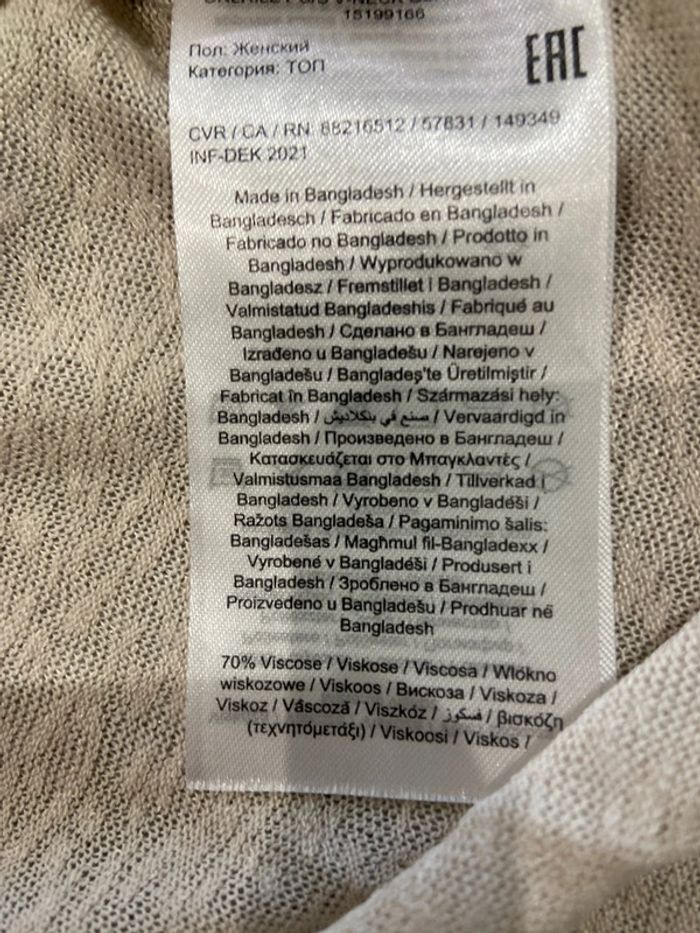 15199166
Пол: Женский
Категория: ТОП
EAC
CVR / CA / RN: 88216512 / 57831 / 149349
INF-DEK 2021
Made in Bangladesh / Hergestellt in
Bangladesch / Fabricado en Bangladesh /
Fabricado no Bangladesh / Prodotto in
Bangladesh / Wyprodukowano w
Bangladesz / Fremstillet i Bangladesh /
Valmistatud Bangladeshis / Fabriqué au
Bangladesh / Сделано в Бангладеш /
Izrađeno u Bangladešu / Narejeno v
Bangladešu / Bangladeş'te Üretilmiştir /
Fabricat în Bangladesh / Származási hely:
Bangladesh / صنع في بنكلاديش / Vervaardigd in
Bangladesh / Произведено в Бангладеш /
Κατασκευάζεται στο Μπαγκλαντές /
Valmistusmaa Bangladesh / Tillverkad i
Bangladesh / Vyrobeno v Bangladéši /
Ražots Bangladeša / Pagaminimo šalis:
Bangladešas / Magħmul fil-Bangladexx /
Vyrobené v Bangladéši / Produsert i
Bangladesh / Зроблено в Бангладеш /
Proizvedeno u Bangladešu / Prodhuar në
Bangladesh
70% Viscose / Viskose / Viscosa / Włókno
wiskozowe / Viskoos / Вискоза / Viskoza /
Viskoz / Vâscoză / Viszkóz / فسكوز / βισκόζη
(τεχνητόμετάξι) / Viskoosi / Viskos /